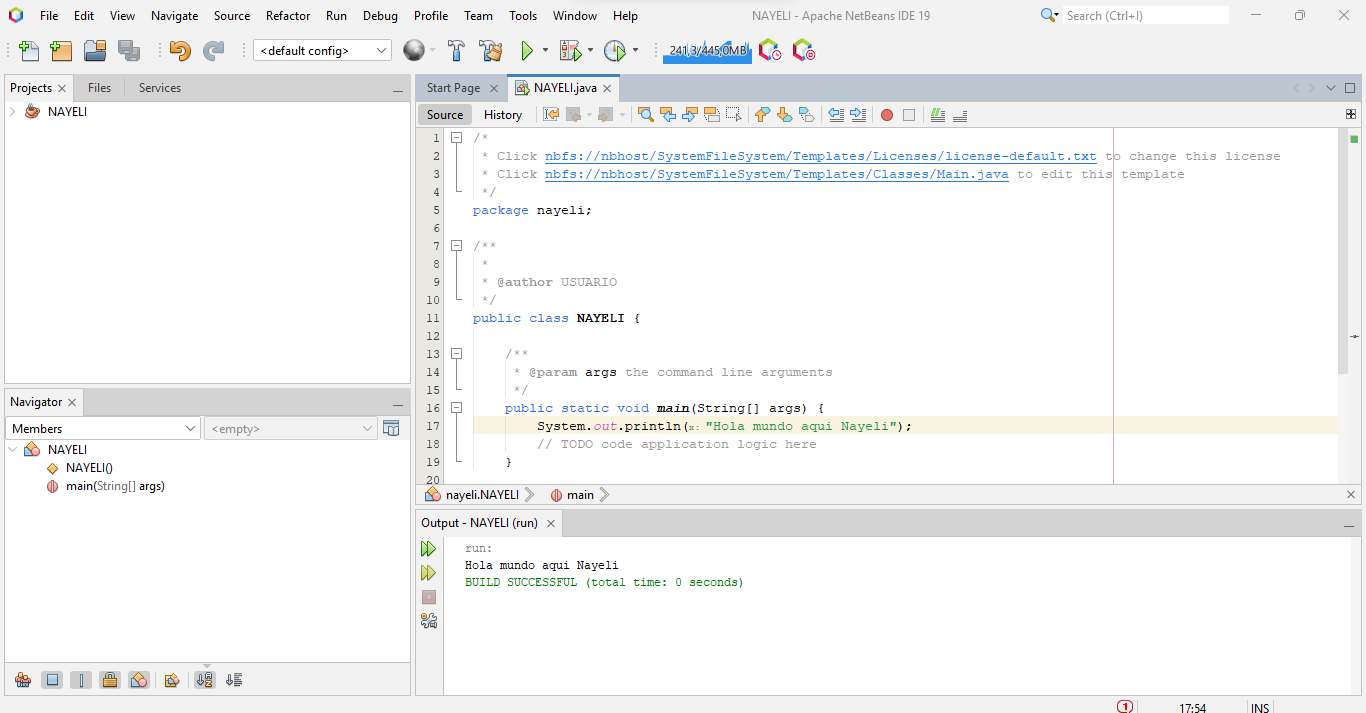 File Edit View Navigate Source Refactor Run Debug Profile Team Tools Window Help
NAYELI - Apache NetBeans IDE 19
Search (Ctrl+I)
<default config>
241,3/445,0MB
Projects Files Services
NAYELI
Start Page NAYELI.java
Source History
1 /*
2 * Click nbfs://nbhost/SystemFileSystem/Templates/Licenses/license-default.txt to change this license
3 * Click nbfs://nbhost/SystemFileSystem/Templates/Classes/Main.java to edit this template
4 */
5 package nayeli;
6
7 /**
8 *
9 * @author USUARIO
10 */
11 public class NAYELI {
12
13 /**
14 * @param args the command line arguments
15 */
16 public static void main(String[] args) {
17 System.out.println(x: "Hola mundo aqui Nayeli");
18 // TODO code application logic here
19 }
20
nayeli.NAYELI main
Navigator
Members <empty>
NAYELI
NAYELI()
main(String[] args)
Output - NAYELI (run)
run:
Hola mundo aqui Nayeli
BUILD SUCCESSFUL (total time: 0 seconds)
1 17:54 INS